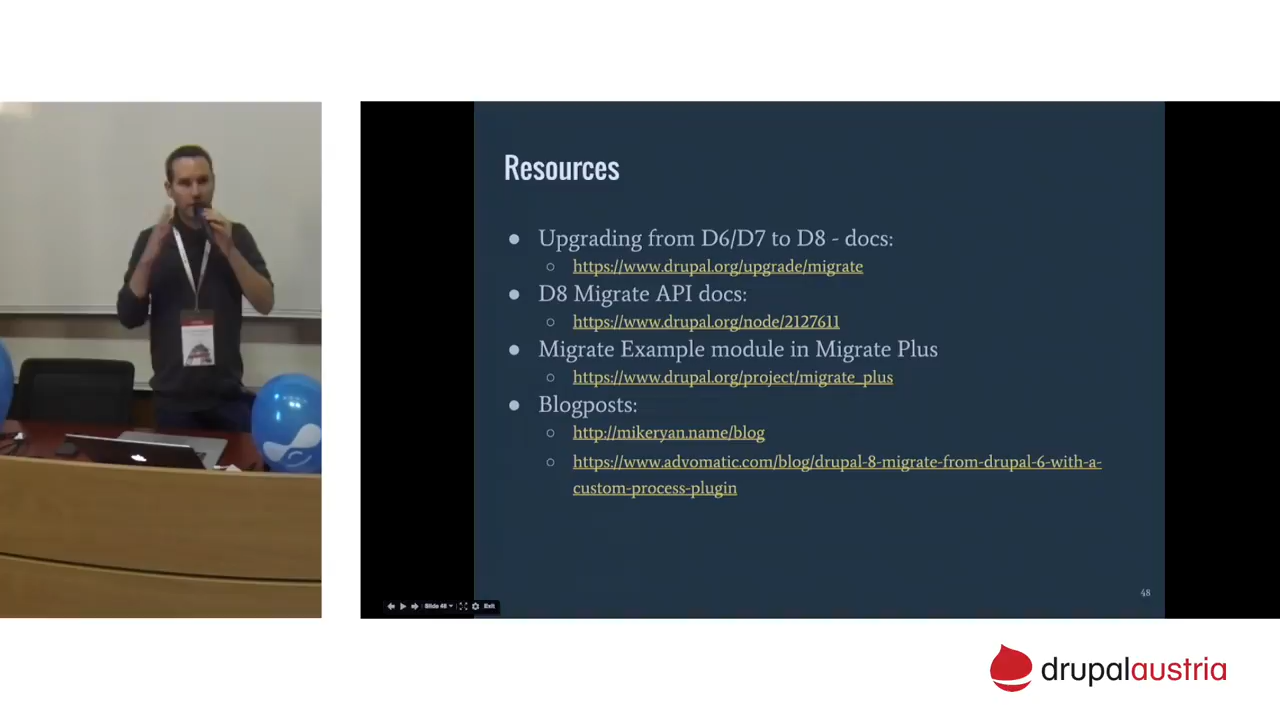 Resources
● Upgrading from D6/D7 to D8 - docs:
○ https://www.drupal.org/upgrade/migrate
● D8 Migrate API docs:
○ https://www.drupal.org/node/2127611
● Migrate Example module in Migrate Plus
○ https://www.drupal.org/project/migrate_plus
● Blogposts:
○ http://mikeryan.name/blog
○ https://www.advomatic.com/blog/drupal-8-migrate-from-drupal-6-with-a-
custom-process-plugin
48
Slide 48
Exit
drupalaustria